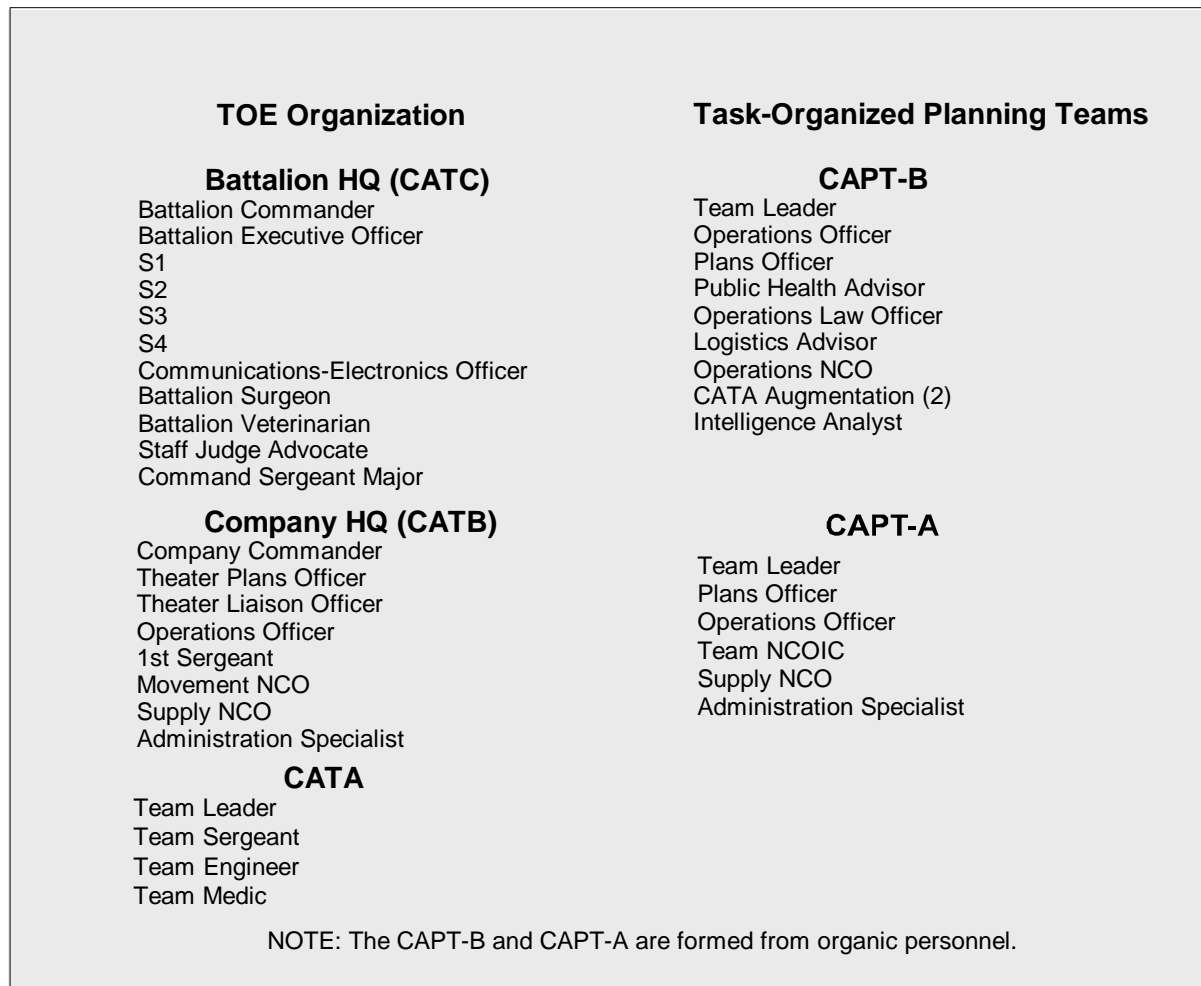 TOE Organization
Battalion HQ (CATC)
Battalion Commander
Battalion Executive Officer
S1
S2
S3
S4
Communications-Electronics Officer
Battalion Surgeon
Battalion Veterinarian
Staff Judge Advocate
Command Sergeant Major
Company HQ (CATB)
Company Commander
Theater Plans Officer
Theater Liaison Officer
Operations Officer
1st Sergeant
Movement NCO
Supply NCO
Administration Specialist
CATA
Team Leader
Team Sergeant
Team Engineer
Team Medic
Task-Organized Planning Teams
CAPT-B
Team Leader
Operations Officer
Plans Officer
Public Health Advisor
Operations Law Officer
Logistics Advisor
Operations NCO
CATA Augmentation (2)
Intelligence Analyst
CAPT-A
Team Leader
Plans Officer
Operations Officer
Team NCOIC
Supply NCO
Administration Specialist
NOTE: The CAPT-B and CAPT-A are formed from organic personnel.